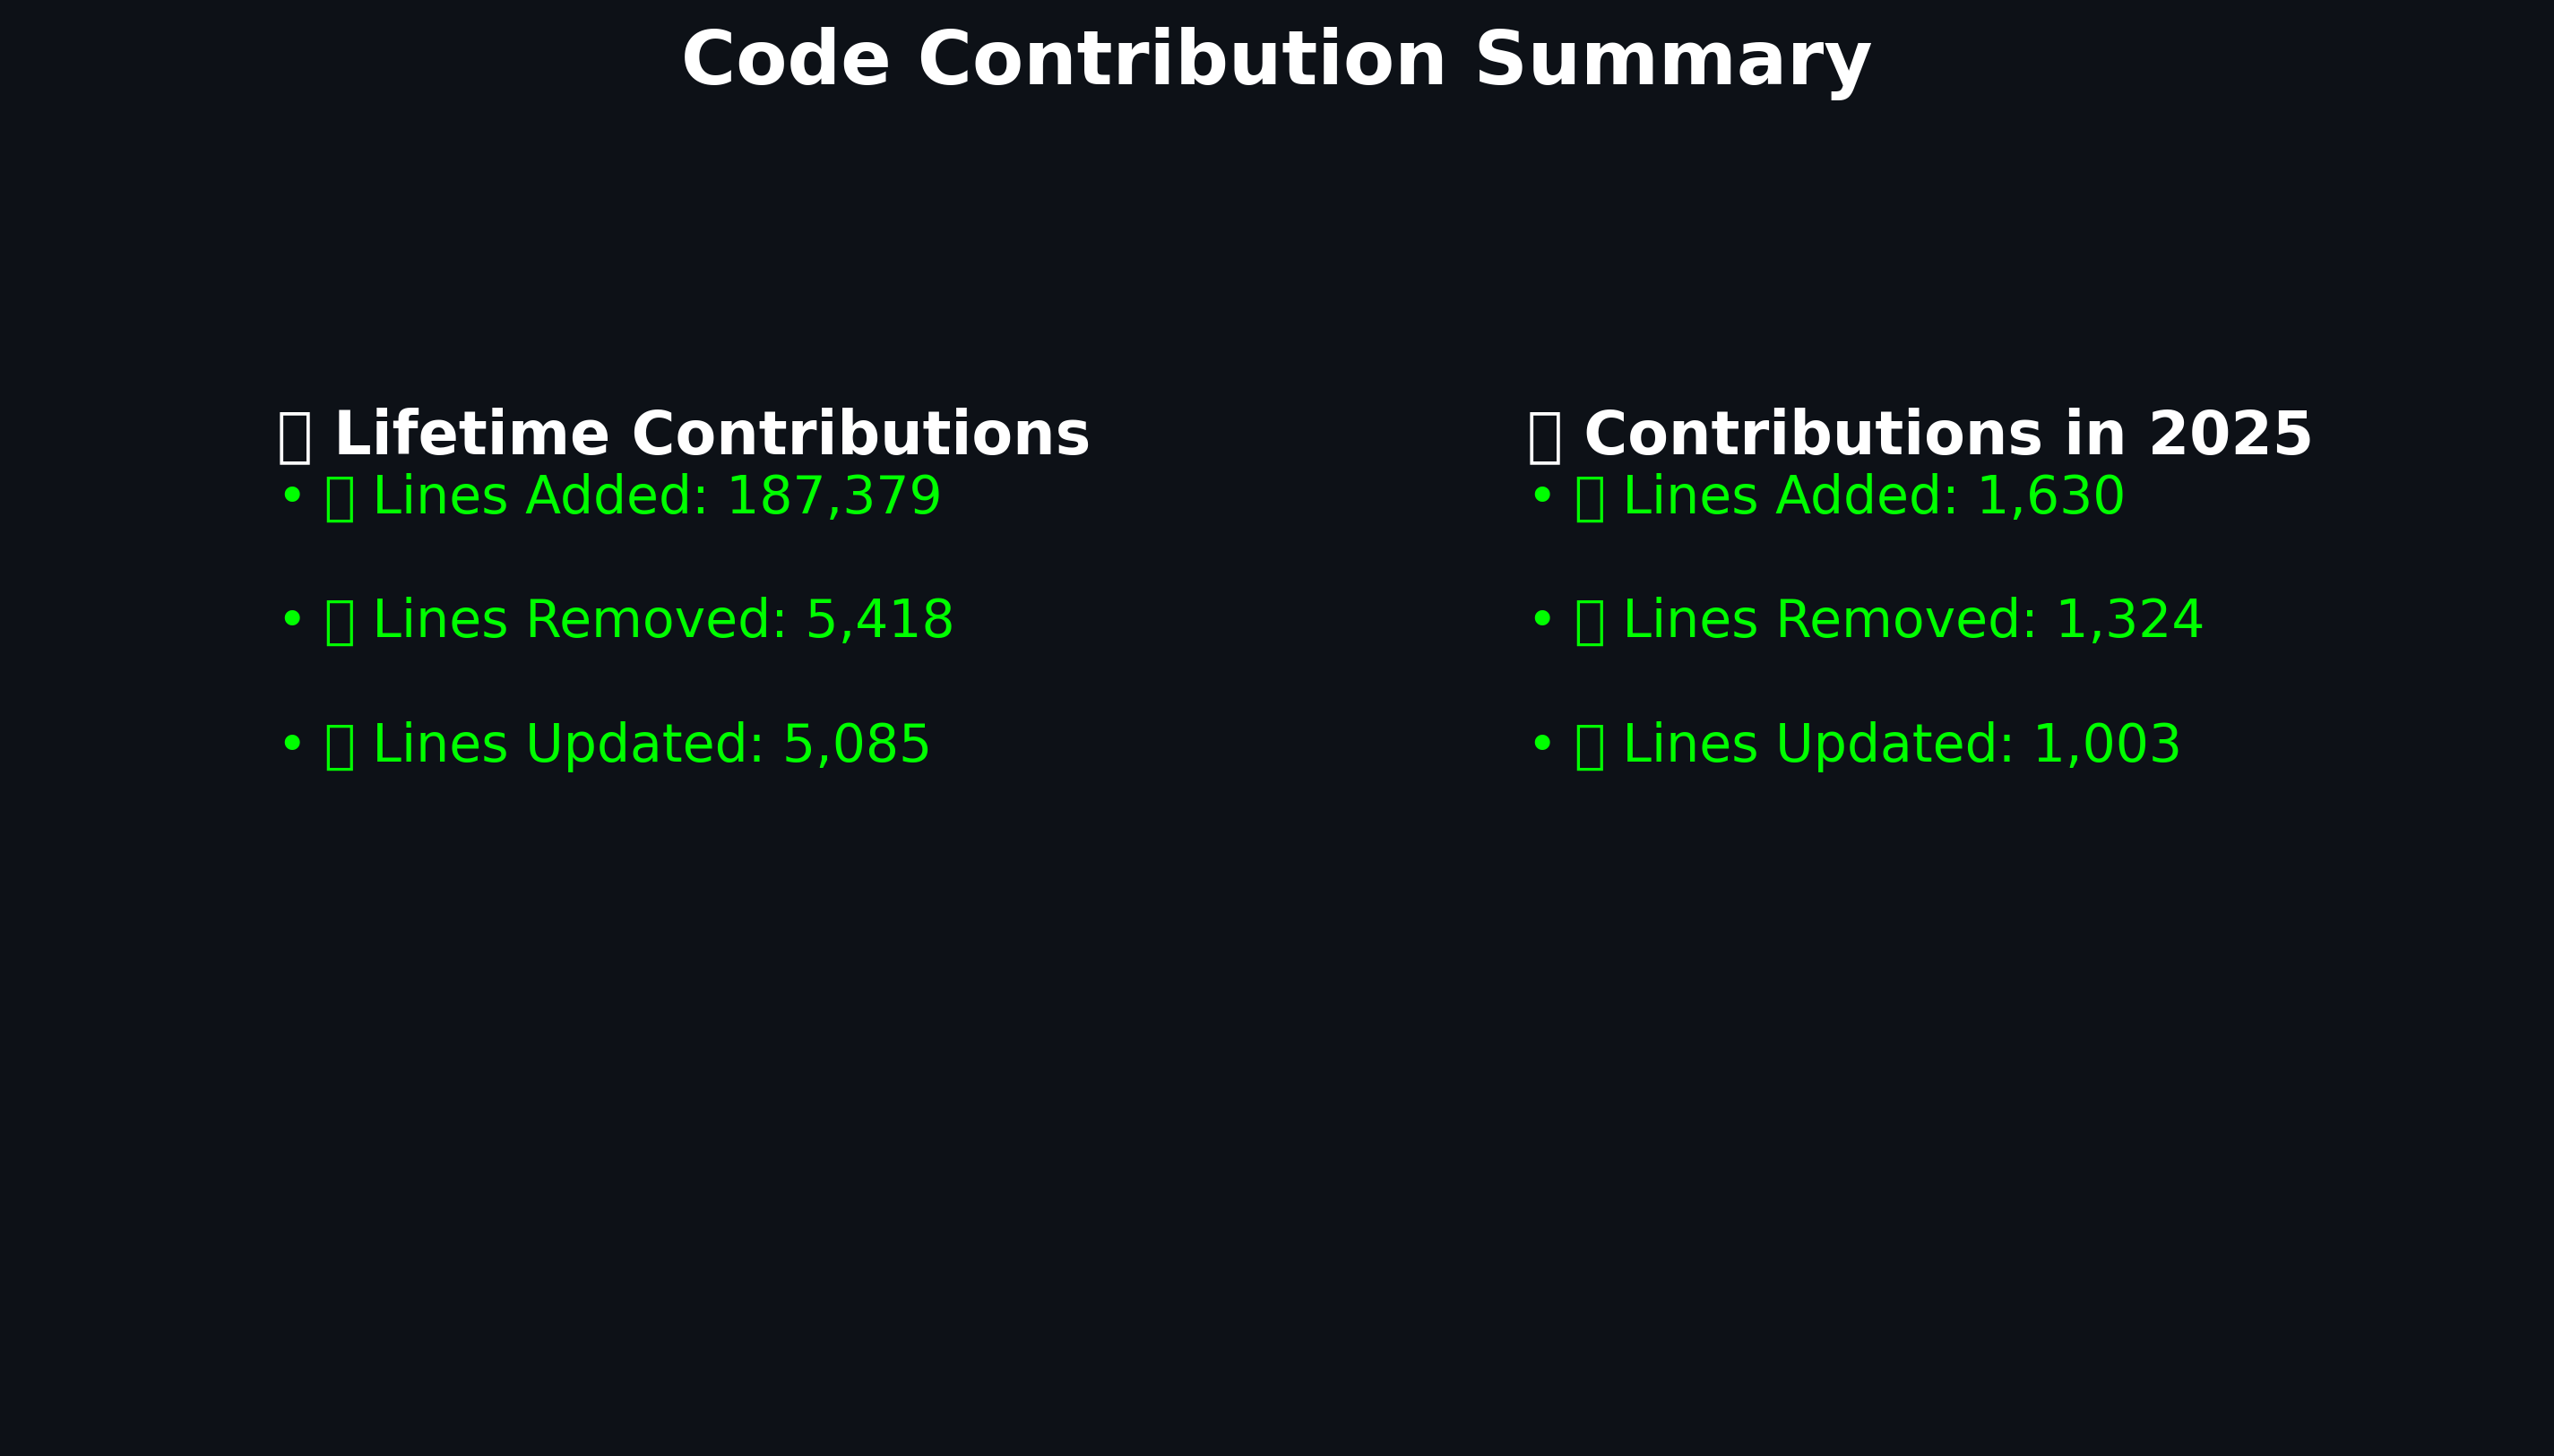 Code Contribution Summary
Lifetime Contributions
• Lines Added: 187,379
• Lines Removed: 5,418
• Lines Updated: 5,085
Contributions in 2025
• Lines Added: 1,630
• Lines Removed: 1,324
• Lines Updated: 1,003